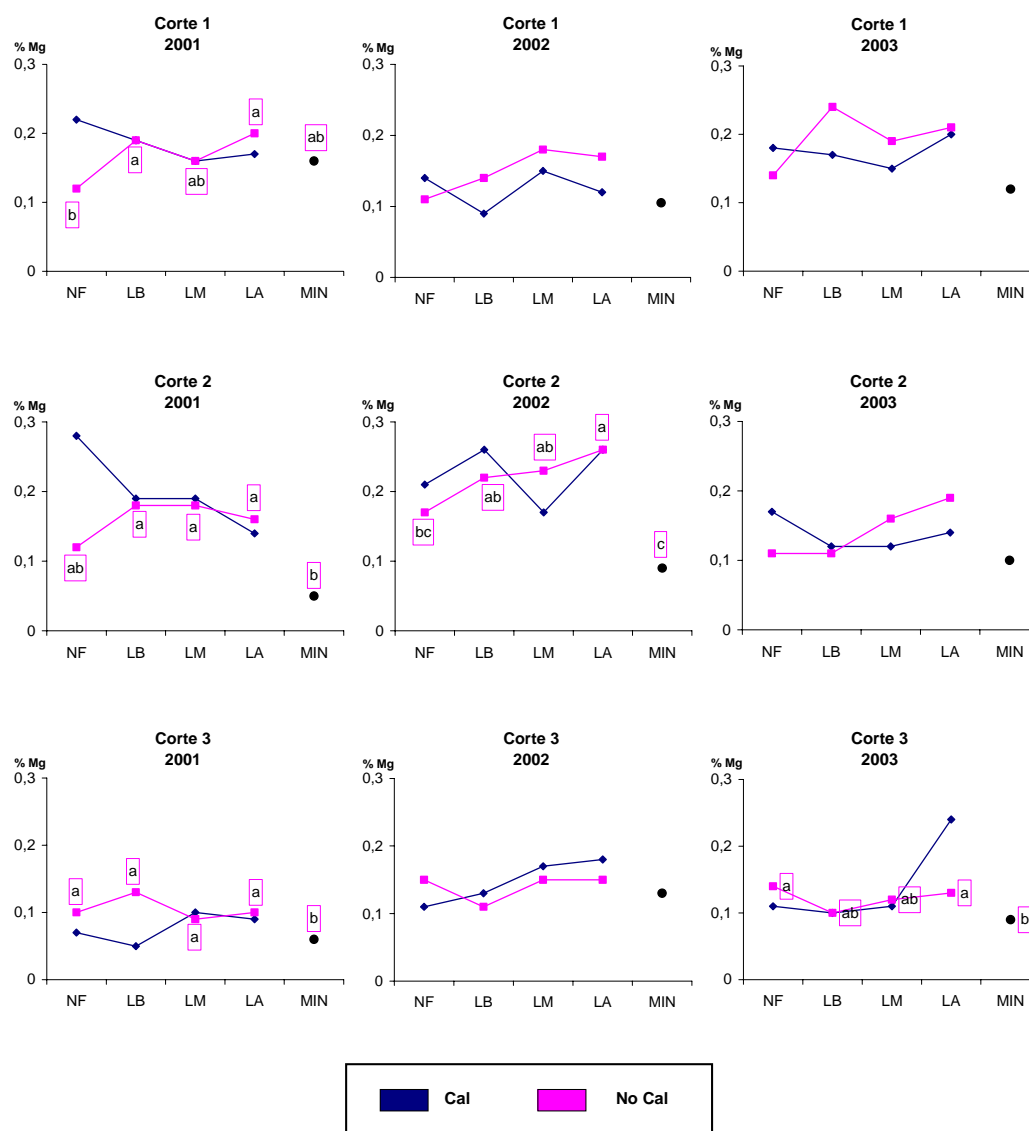 Corte 1
2001
% Mg
0,3
0,2
0,1
0
a
ab
a
ab
b
NF LB LM LA MIN
Corte 1
2002
% Mg
0,3
0,2
0,1
0
NF LB LM LA MIN
Corte 1
2003
% Mg
0,3
0,2
0,1
0
NF LB LM LA MIN
Corte 2
2001
% Mg
0,3
0,2
0,1
0
a
a a
ab b
NF LB LM LA MIN
Corte 2
2002
% Mg
0,3
0,2
0,1
0
a
ab
ab
bc c
NF LB LM LA MIN
Corte 2
2003
% Mg
0,3
0,2
0,1
0
NF LB LM LA MIN
Corte 3
2001
% Mg
0,3
0,2
0,1
0
a
a a
b
a
NF LB LM LA MIN
Corte 3
2002
% Mg
0,3
0,2
0,1
0
NF LB LM LA MIN
Corte 3
2003
% Mg
0,3
0,2
0,1
0
a ab ab a b
NF LB LM LA MIN
Cal No Cal